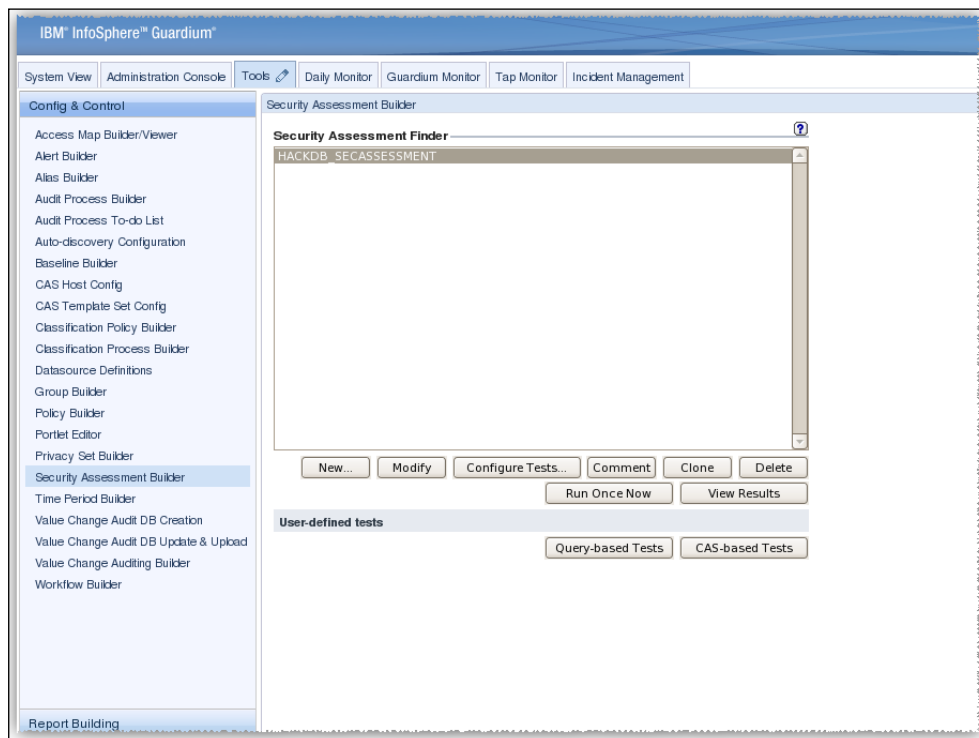 IBM® InfoSphere™ Guardium®
System View Administration Console Tools Daily Monitor Guardium Monitor Tap Monitor Incident Management
Config & Control
Access Map Builder/Viewer
Alert Builder
Alias Builder
Audit Process Builder
Audit Process To-do List
Auto-discovery Configuration
Baseline Builder
CAS Host Config
CAS Template Set Config
Classification Policy Builder
Classification Process Builder
Datasource Definitions
Group Builder
Policy Builder
Portlet Editor
Privacy Set Builder
Security Assessment Builder
Time Period Builder
Value Change Audit DB Creation
Value Change Audit DB Update & Upload
Value Change Auditing Builder
Workflow Builder
Report Building
Security Assessment Builder
Security Assessment Finder ?
HACKDB_SECASSESSMENT
New... Modify Configure Tests... Comment Clone Delete
Run Once Now View Results
User-defined tests
Query-based Tests CAS-based Tests